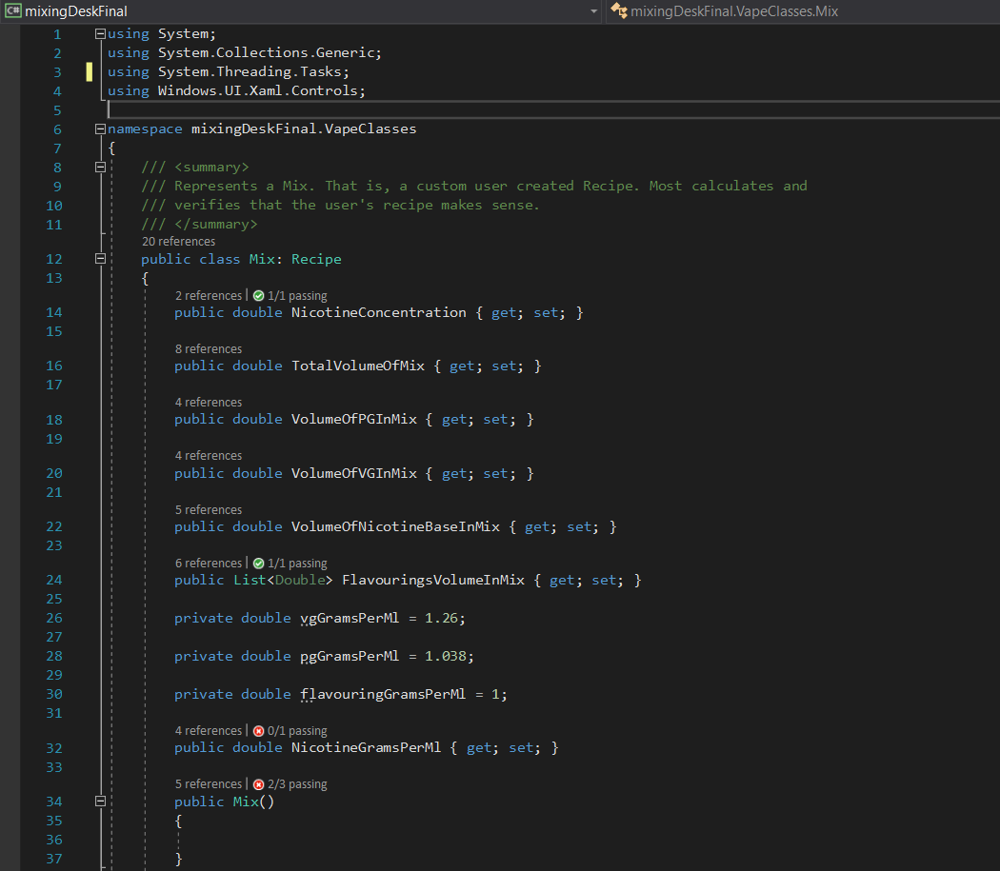 C# mixingDeskFinal mixingDeskFinal.VapeClasses.Mix
1 using System;
2 using System.Collections.Generic;
3 using System.Threading.Tasks;
4 using Windows.UI.Xaml.Controls;
5
6 namespace mixingDeskFinal.VapeClasses
7 {
8 /// <summary>
9 /// Represents a Mix. That is, a custom user created Recipe. Most calculates and
10 /// verifies that the user's recipe makes sense.
11 /// </summary>
20 references
12 public class Mix: Recipe
13 {
2 references | 1/1 passing
14 public double NicotineConcentration { get; set; }
15
8 references
16 public double TotalVolumeOfMix { get; set; }
17
4 references
18 public double VolumeOfPGInMix { get; set; }
19
4 references
20 public double VolumeOfVGInMix { get; set; }
21
5 references
22 public double VolumeOfNicotineBaseInMix { get; set; }
23
6 references | 1/1 passing
24 public List<Double> FlavouringsVolumeInMix { get; set; }
25
26 private double vgGramsPerMl = 1.26;
27
28 private double pgGramsPerMl = 1.038;
29
30 private double flavouringGramsPerMl = 1;
31
4 references | 0/1 passing
32 public double NicotineGramsPerMl { get; set; }
33
5 references | 2/3 passing
34 public Mix()
35 {
36
37 }